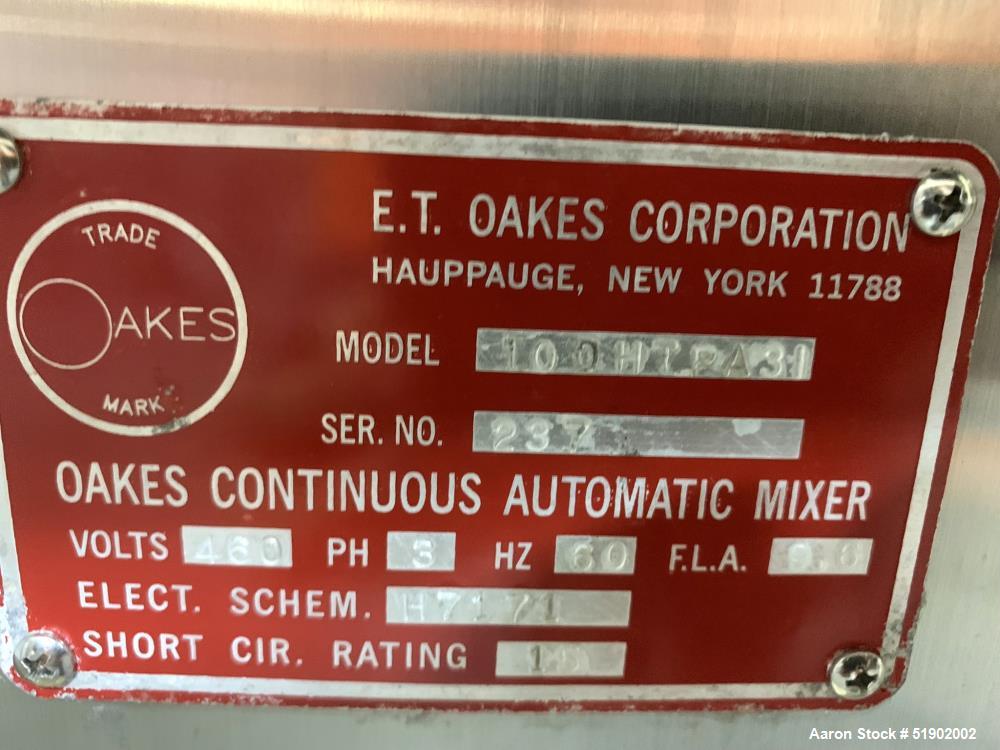 TRADE
OAKES
MARK
E.T. OAKES CORPORATION
HAUPPAUGE, NEW YORK 11788
MODEL
SER. NO.
OAKES CONTINUOUS AUTOMATIC MIXER
VOLTS 460 PH 3 HZ 60 F.L.A.
ELECT. SCHEM. H7171
SHORT CIR. RATING
Aaron Stock # 51902002